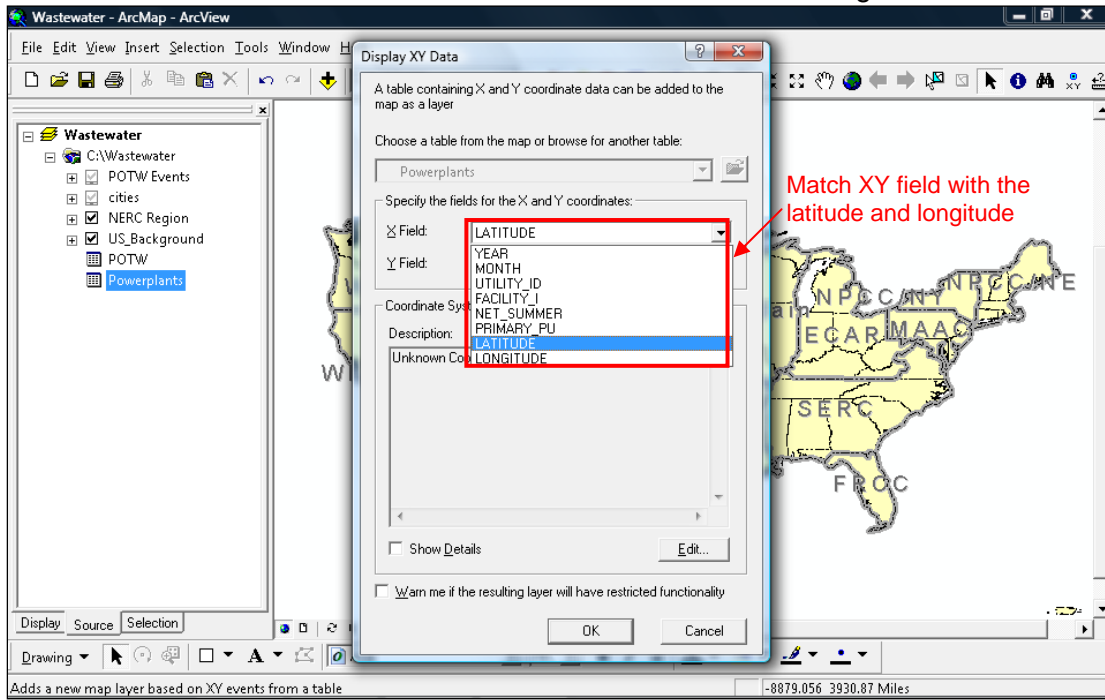 Wastewater - ArcMap - ArcView
File Edit View Insert Selection Tools Window H
Display XY Data
A table containing X and Y coordinate data can be added to the
map as a layer
Choose a table from the map or browse for another table:
Powerplants
Specify the fields for the X and Y coordinates:
X Field:
LATITUDE
Y Field:
YEAR
MONTH
UTILITY_ID
FACILITY_I
NET_SUMMER
PRIMARY_PU
LATITUDE
LONGITUDE
Coordinate Syst
Description:
Unknown Coo
Show Details
Edit...
Warn me if the resulting layer will have restricted functionality
OK
Cancel
Wastewater
C:\Wastewater
POTW Events
cities
NERC Region
US_Background
POTW
Powerplants
Match XY field with the
latitude and longitude
NPCC/NY
NPCC/NE
ain
ECAR
MAAC
W
SERC
FRCC
Display
Source
Selection
Drawing
A
Adds a new map layer based on XY events from a table
-8879.056 3930.87 Miles